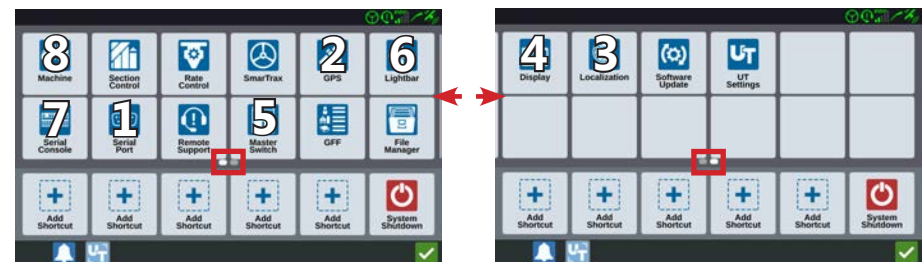 8
2
6
Machine
Section
Control
Rate
Control
SmarTrax
GPS
Lightbar
7
1
5
Serial
Console
Serial
Port
Remote
Support
Master
Switch
GFF
File
Manager
Add
Shortcut
Add
Shortcut
Add
Shortcut
Add
Shortcut
Add
Shortcut
System
Shutdown
UT
4
3
UT
Display
Localization
Software
Update
UT
Settings
Add
Shortcut
Add
Shortcut
Add
Shortcut
Add
Shortcut
Add
Shortcut
System
Shutdown
UT